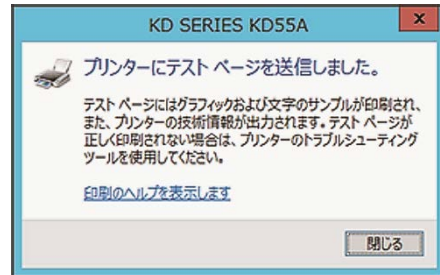 KD SERIES KD55A
x
プリンターにテスト ページを送信しました。
テスト ページにはグラフィックおよび文字のサンプルが印刷され、
また、プリンターの技術情報が出力されます。テスト ページが
正しく印刷されない場合は、プリンターのトラブルシューティング
ツールを使用してください。
印刷のヘルプを表示します
閉じる